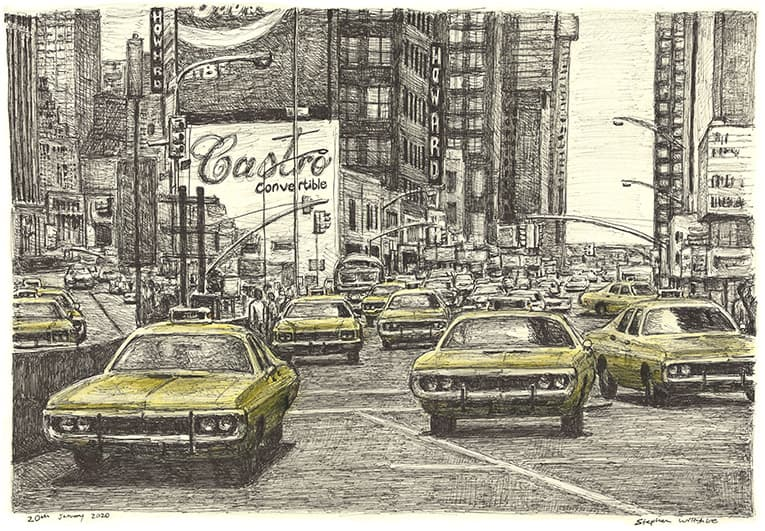 HOWARD
Castro
Convertible
HOWARD
20th January 2020
Stephen Wiltshire